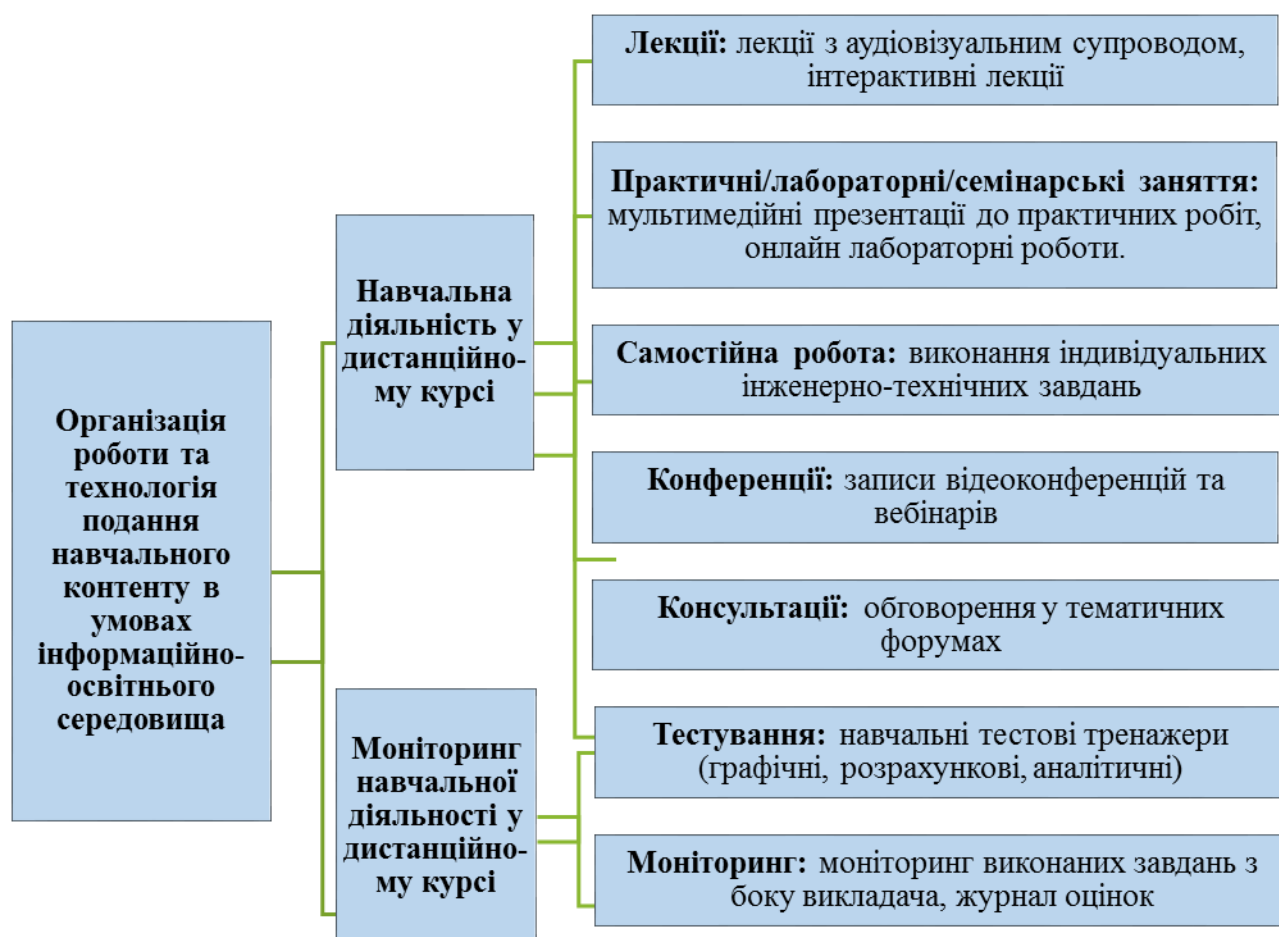 Організація
роботи та
технологія
подання
навчального
контенту в
умовах
інформаційно-
освітнього
середовища
Навчальна
діяльність у
дистанційно-
му курсі
Моніторинг
навчальної
діяльності у
дистанційно-
му курсі
Лекції: лекції з аудіовізуальним супроводом,
інтерактивні лекції
Практичні/лабораторні/семінарські заняття:
мультимедійні презентації до практичних робіт,
онлайн лабораторні роботи.
Самостійна робота: виконання індивідуальних
інженерно-технічних завдань
Конференції: записи відеоконференцій та
вебінарів
Консультації: обговорення у тематичних
форумах
Тестування: навчальні тестові тренажери
(графічні, розрахункові, аналітичні)
Моніторинг: моніторинг виконаних завдань з
боку викладача, журнал оцінок